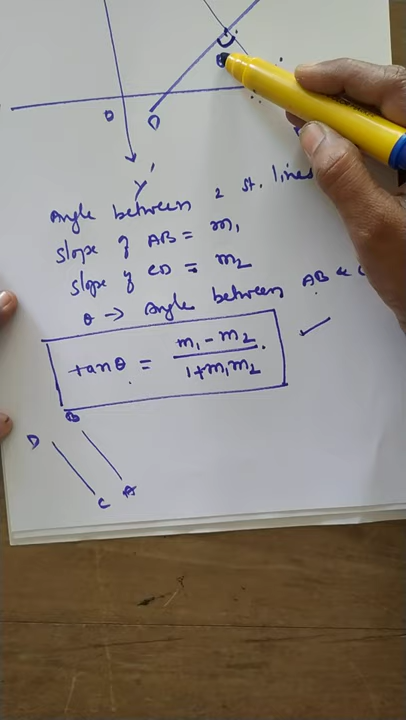 O
D
Y'
Angle between 2 st. lines
slope of AB = m₁
slope of CD = m₂
θ → Angle between AB & C
tanθ = m₁ - m₂ / 1 + m₁m₂
B
D
C A